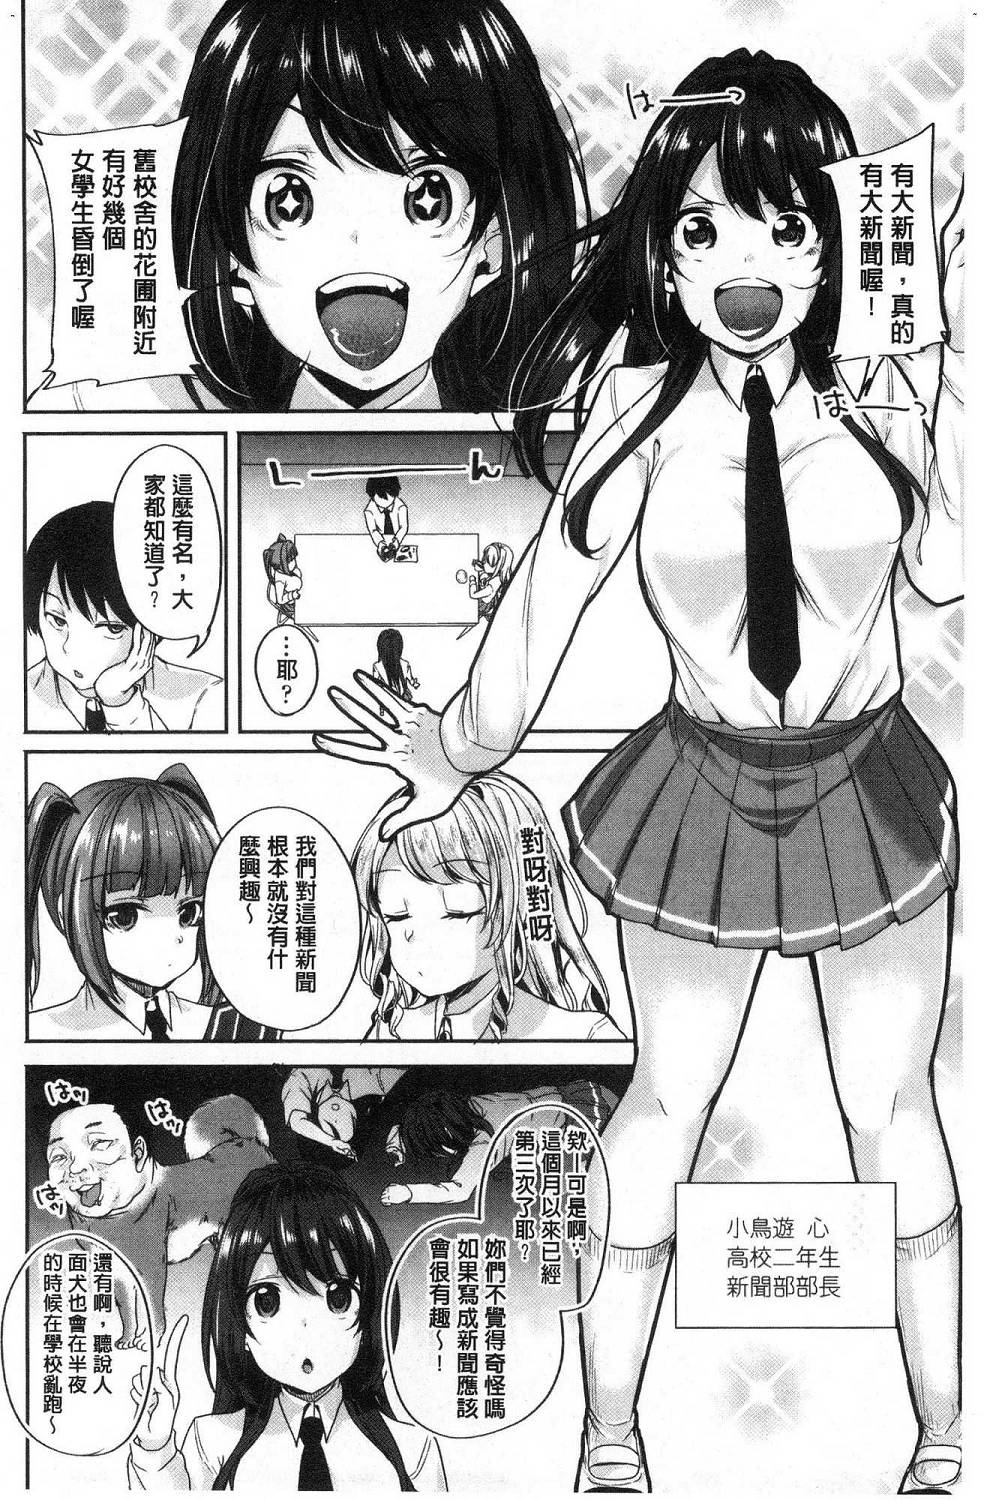 はーーっ
有大新聞，真的
有大新聞喔！
はーーっ
舊校舍的花圃附近
有好幾個
女學生昏倒了喔
しーーーん
…耶？
這麼有名，大
家都知道了？
對呀對呀
我們對這種新聞
根本就沒有什
麼興趣～
欸—可是啊，
這個月以來已經
第三次了耶？
妳們不覺得奇怪嗎
如果寫成新聞應該
會很有趣～！
はッ
はッ
はッ
還有啊，聽說人
面犬也會在半夜
的時候在學校亂跑～
小鳥遊 心
高校二年生
新聞部部長